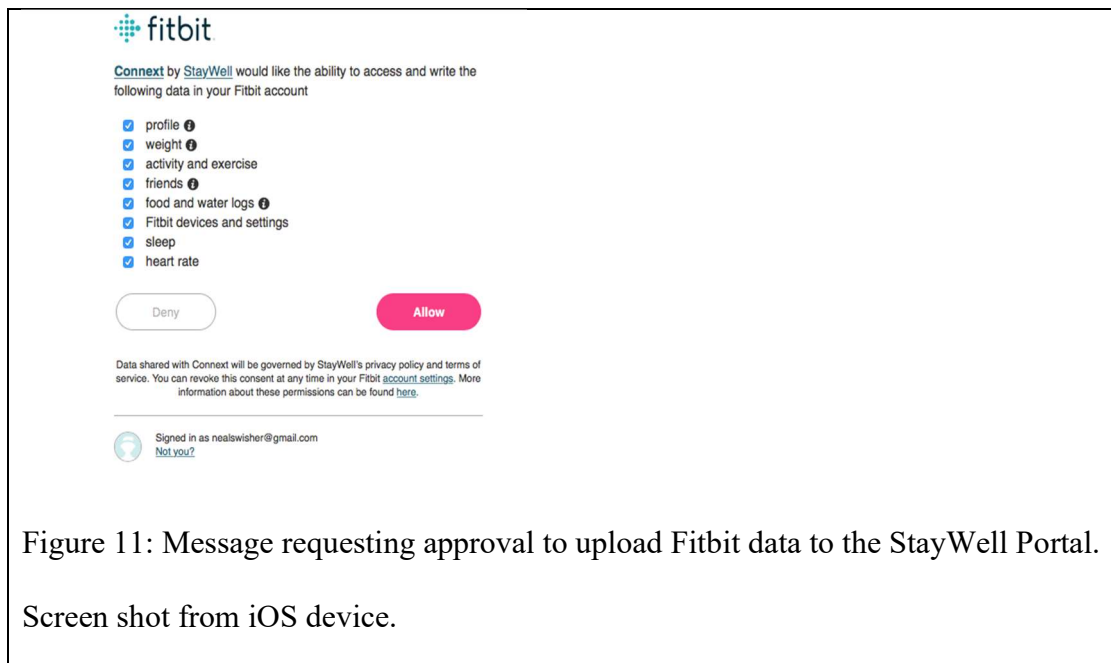 fitbit
Connext by StayWell would like the ability to access and write the
following data in your Fitbit account
profile
weight
activity and exercise
friends
food and water logs
Fitbit devices and settings
sleep
heart rate
Deny Allow
Data shared with Connext will be governed by StayWell's privacy policy and terms of
service. You can revoke this consent at any time in your Fitbit account settings. More
information about these permissions can be found here.
Signed in as nealswisher@gmail.com
Not you?
Figure 11: Message requesting approval to upload Fitbit data to the StayWell Portal.
Screen shot from iOS device.